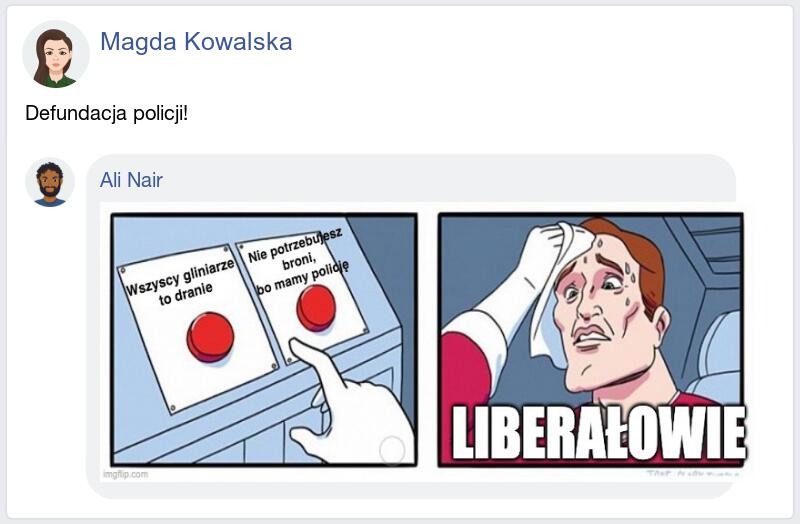 Magda Kowalska
Defundacja policji!
Ali Nair
Wszyscy gliniarze
to dranie
Nie potrzebujesz
broni,
bo mamy policję
LIBERAŁOWIE
imgflip.com